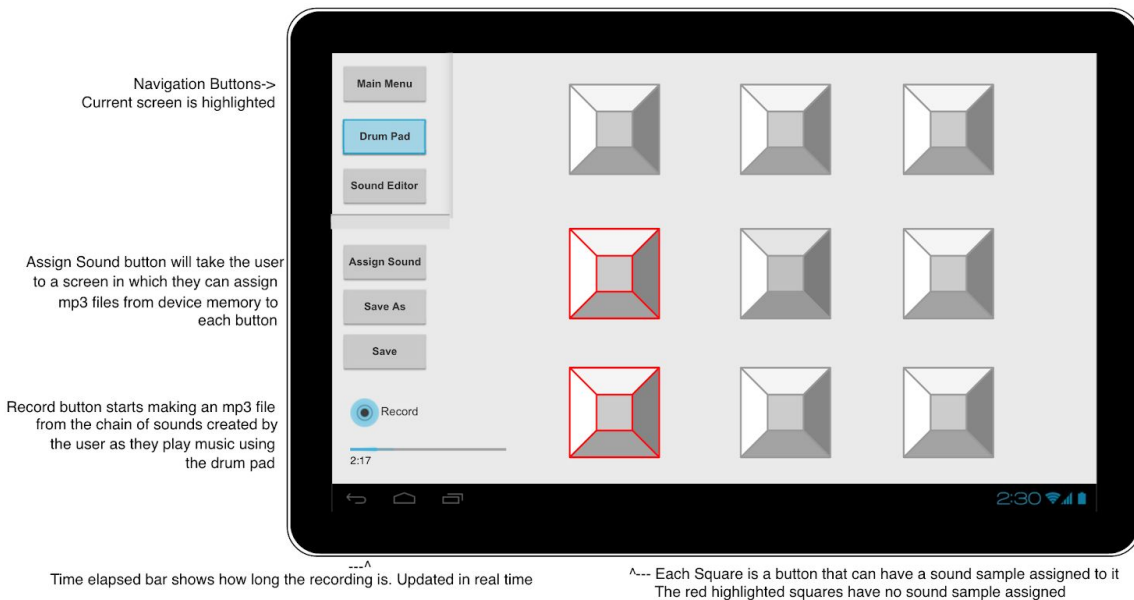 Navigation Buttons->
Current screen is highlighted
Main Menu
Drum Pad
Sound Editor
Assign Sound button will take the user
to a screen in which they can assign
mp3 files from device memory to
each button
Assign Sound
Save As
Save
Record button starts making an mp3 file
from the chain of sounds created by
the user as they play music using
the drum pad
Record
2:17
2:30
---^
Time elapsed bar shows how long the recording is. Updated in real time
^--- Each Square is a button that can have a sound sample assigned to it
The red highlighted squares have no sound sample assigned